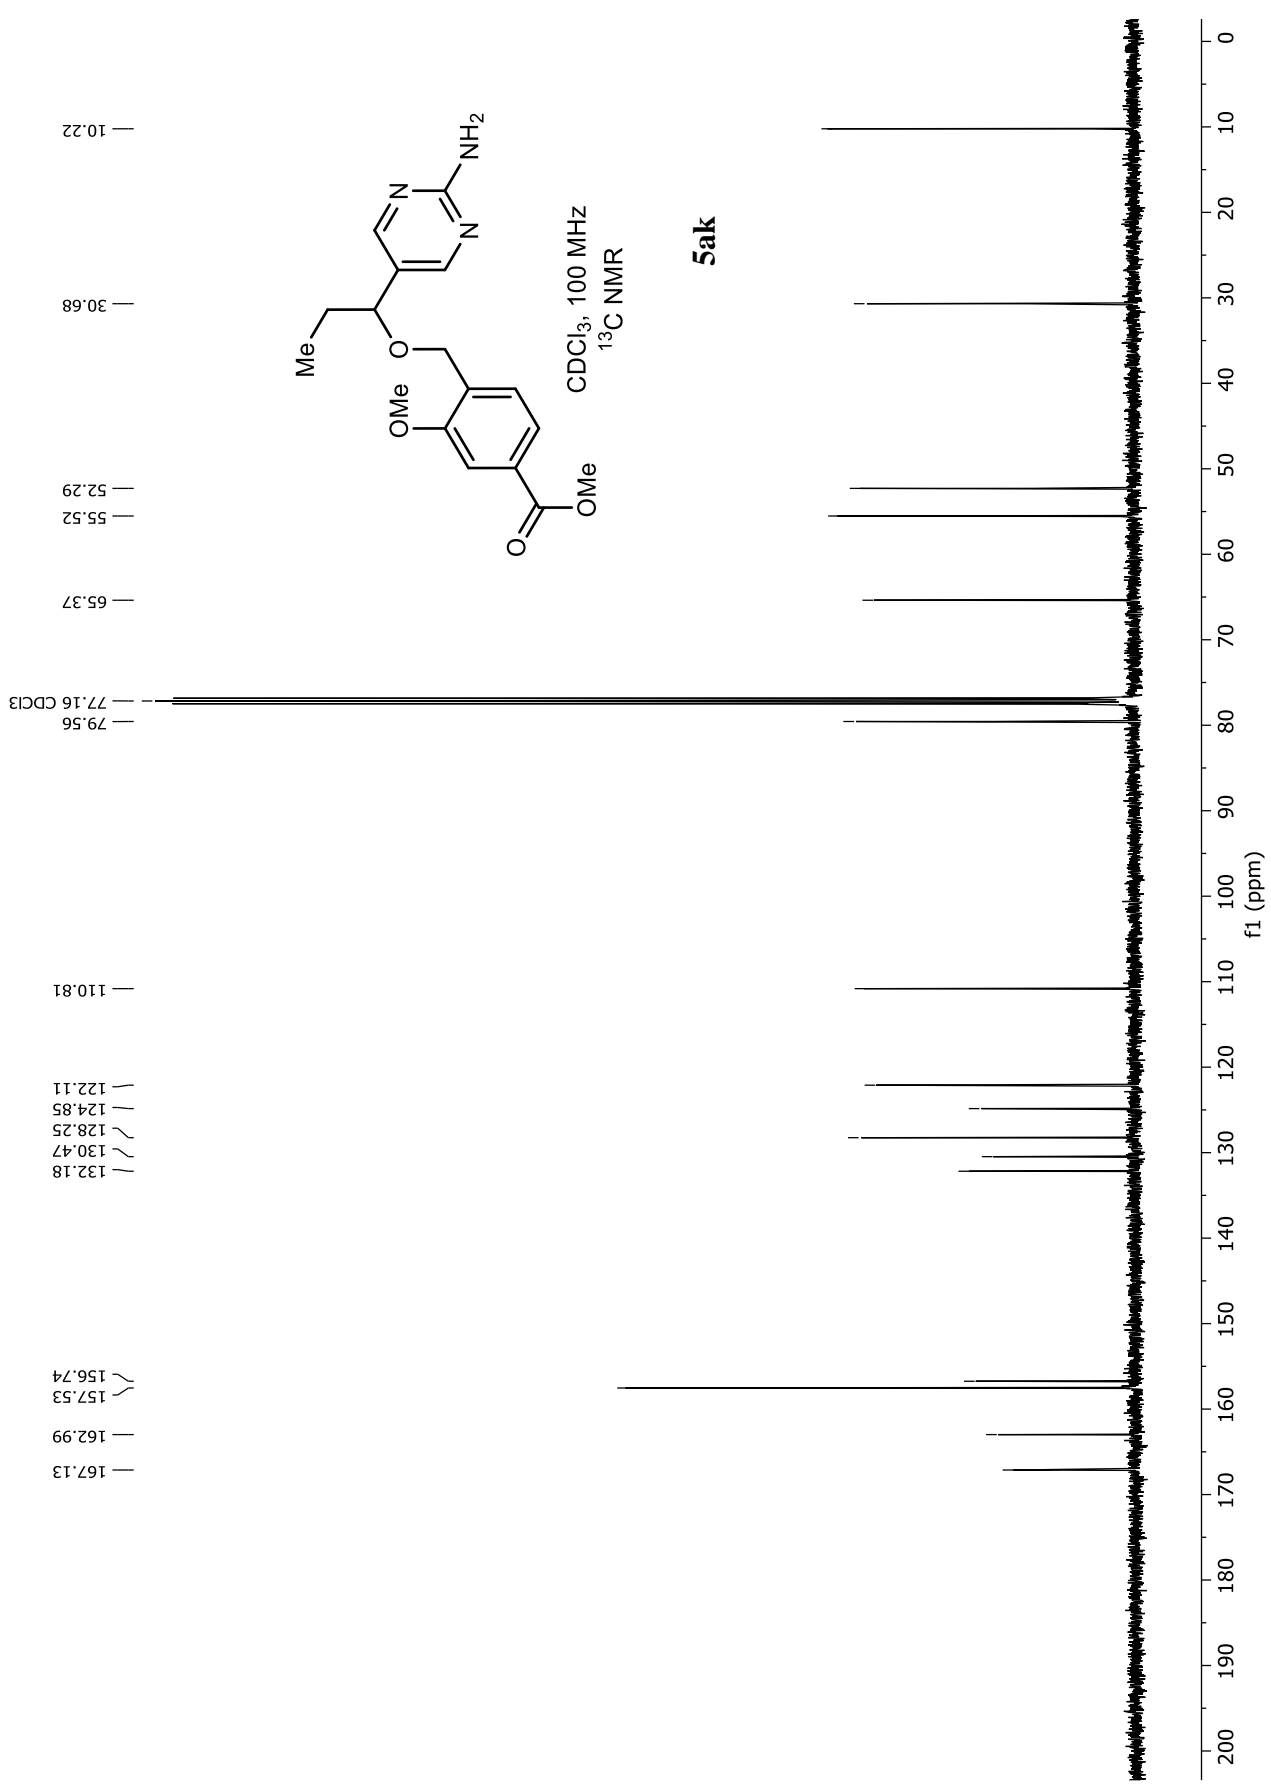 167.13
162.99
157.53
156.74
132.18
130.47
128.25
124.85
122.11
110.81
79.56
77.16 CDCl3
65.37
55.52
52.29
30.68
10.22
Me
N
NH2
O
N
OMe
O
OMe
CDCl3, 100 MHz
13C NMR
5ak
200 190 180 170 160 150 140 130 120 110 100 90 80 70 60 50 40 30 20 10 0
f1 (ppm)